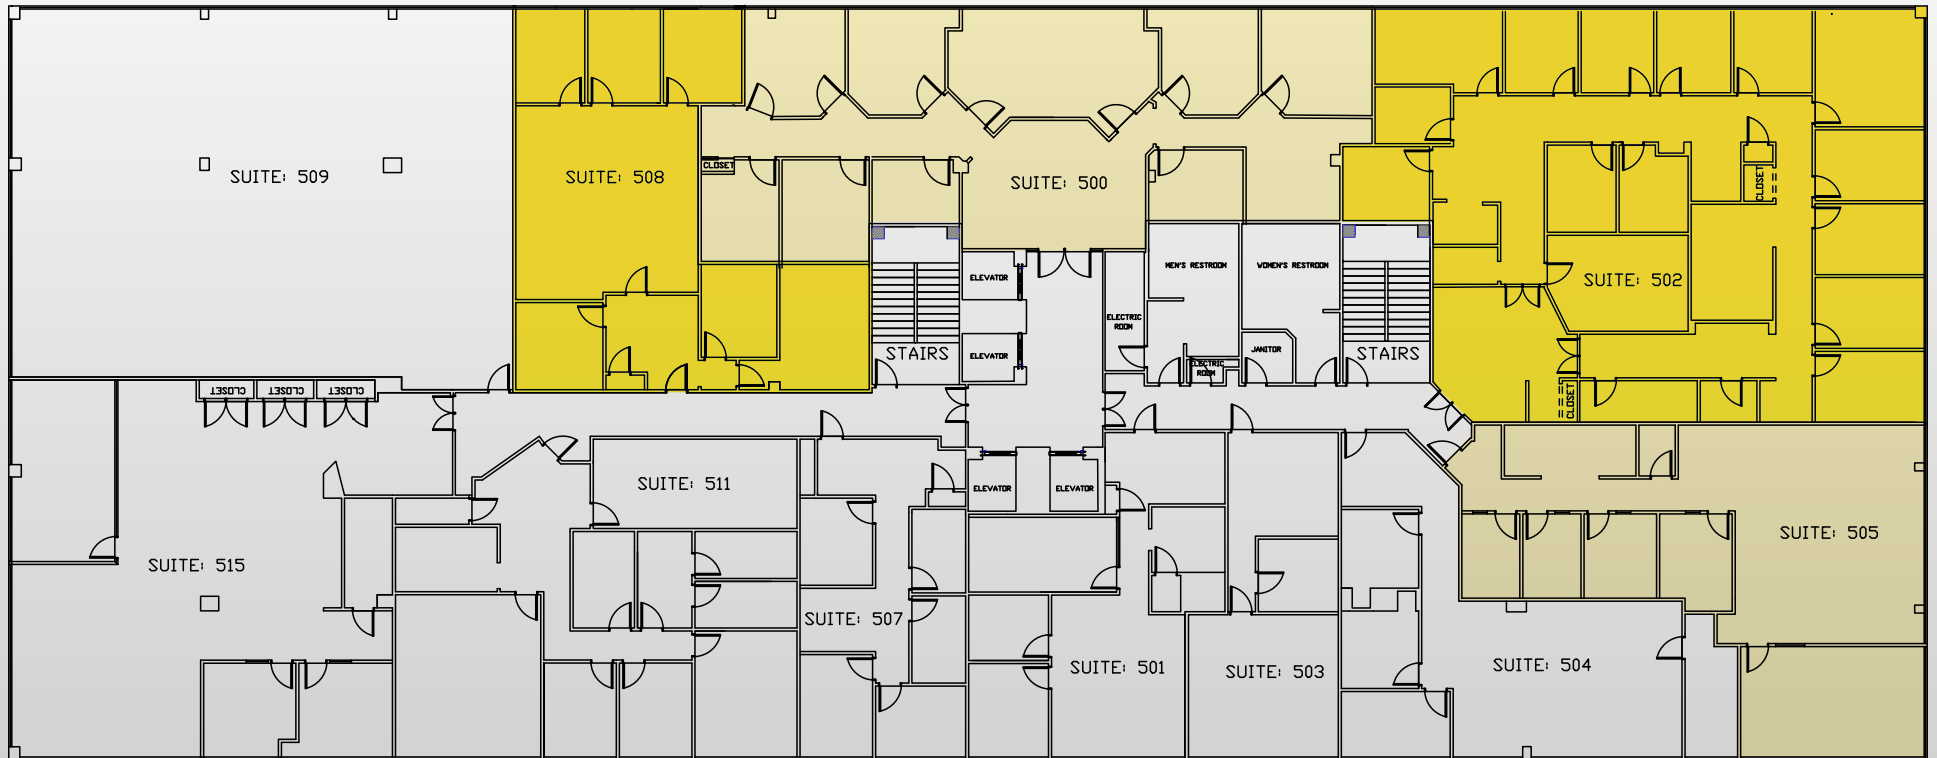 SUITE: 509
SUITE: 508
CLOSET
SUITE: 500
CLOSET
SUITE: 502
ELEVATOR
MEN'S RESTROOM
WOMEN'S RESTROOM
ELECTRIC
ROOM
ELEVATOR
STAIRS
JANITOR
STAIRS
ELECTRIC
ROOM
CLOSET
CLOSET
CLOSET
CLOSET
SUITE: 511
ELEVATOR
ELEVATOR
SUITE: 505
SUITE: 515
SUITE: 507
SUITE: 501
SUITE: 503
SUITE: 504